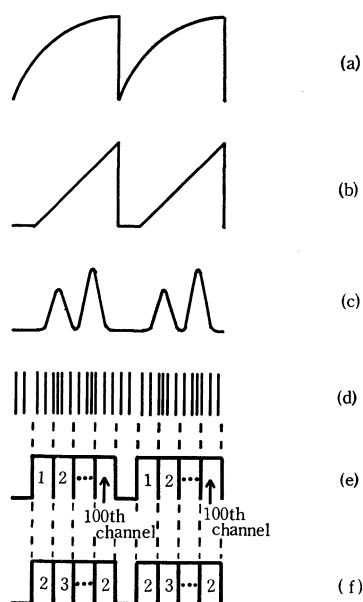 (a)
(b)
(c)
(d)
1 2 ••• 1 2 ••• (e)
100th channel 100th channel
2 3 ••• 2 2 3 ••• 2 (f)